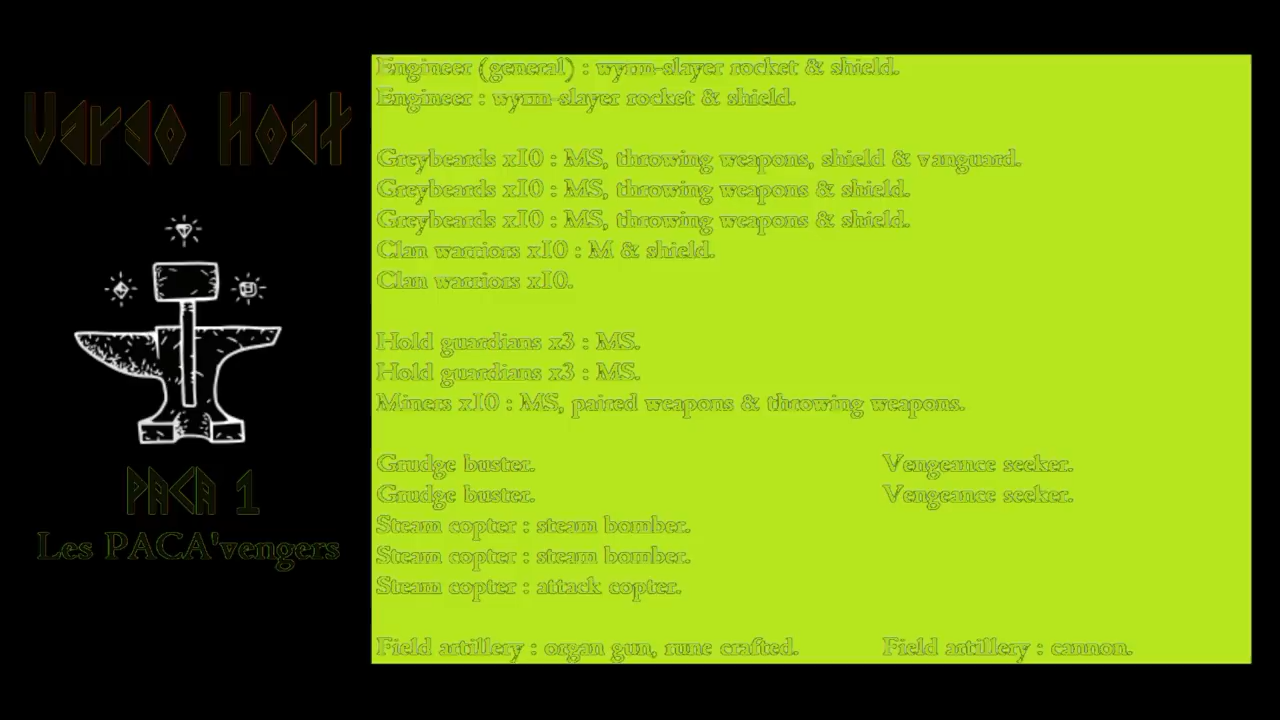 Vargo Host
PACA 1
Les PACA'vengers
Engineer (general) : wyrm-slayer rocket & shield.
Engineer : wyrm-slayer rocket & shield.
Greybeards x10 : MS, throwing weapons, shield & vanguard.
Greybeards x10 : MS, throwing weapons & shield.
Greybeards x10 : MS, throwing weapons & shield.
Clan warriors x10 : M & shield.
Clan warriors x10.
Hold guardians x3 : MS.
Hold guardians x3 : MS.
Miners x10 : MS, paired weapons & throwing weapons.
Grudge buster. Vengeance seeker.
Grudge buster. Vengeance seeker.
Steam copter : steam bomber.
Steam copter : steam bomber.
Steam copter : attack copter.
Field artillery : organ gun, rune crafted. Field artillery : cannon.